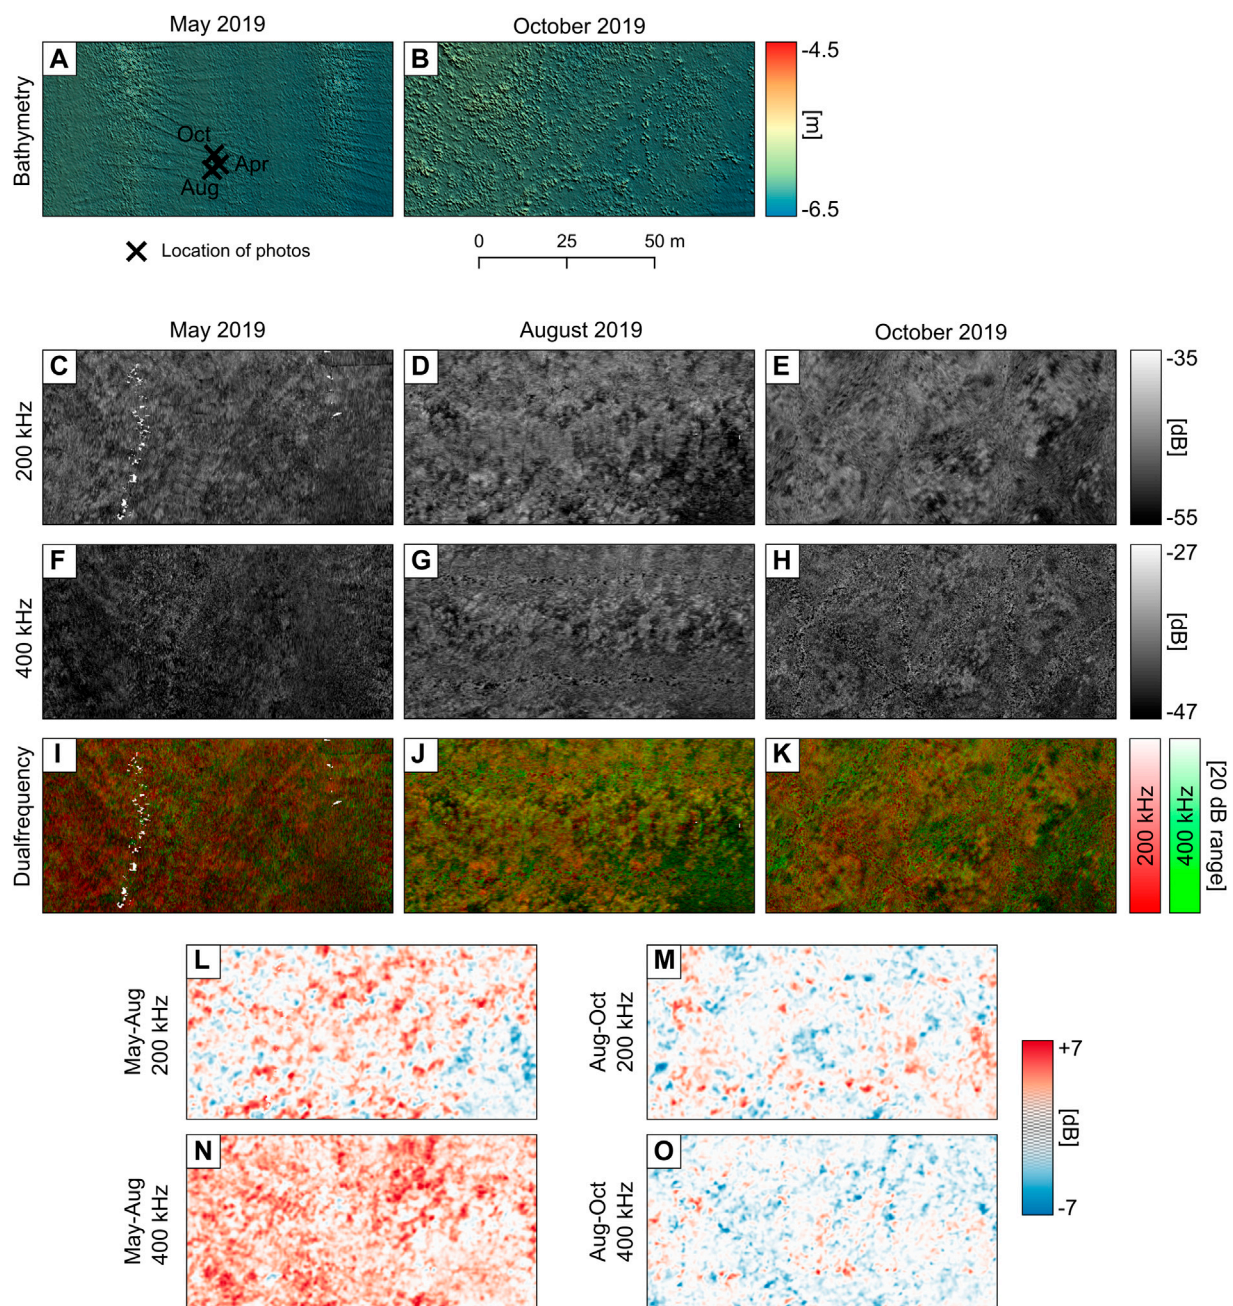 May 2019
October 2019
Bathymetry
A
B
Oct
Apr
Aug
-4.5
[m]
-6.5
Location of photos
0 25 50 m
May 2019
August 2019
October 2019
200 kHz
C
D
E
-35
[dB]
-55
400 kHz
F
G
H
-27
[dB]
-47
Dualfrequency
I
J
K
200 kHz
400 kHz
[20 dB range]
May-Aug
200 kHz
L
Aug-Oct
200 kHz
M
+7
[dB]
-7
May-Aug
400 kHz
N
Aug-Oct
400 kHz
O